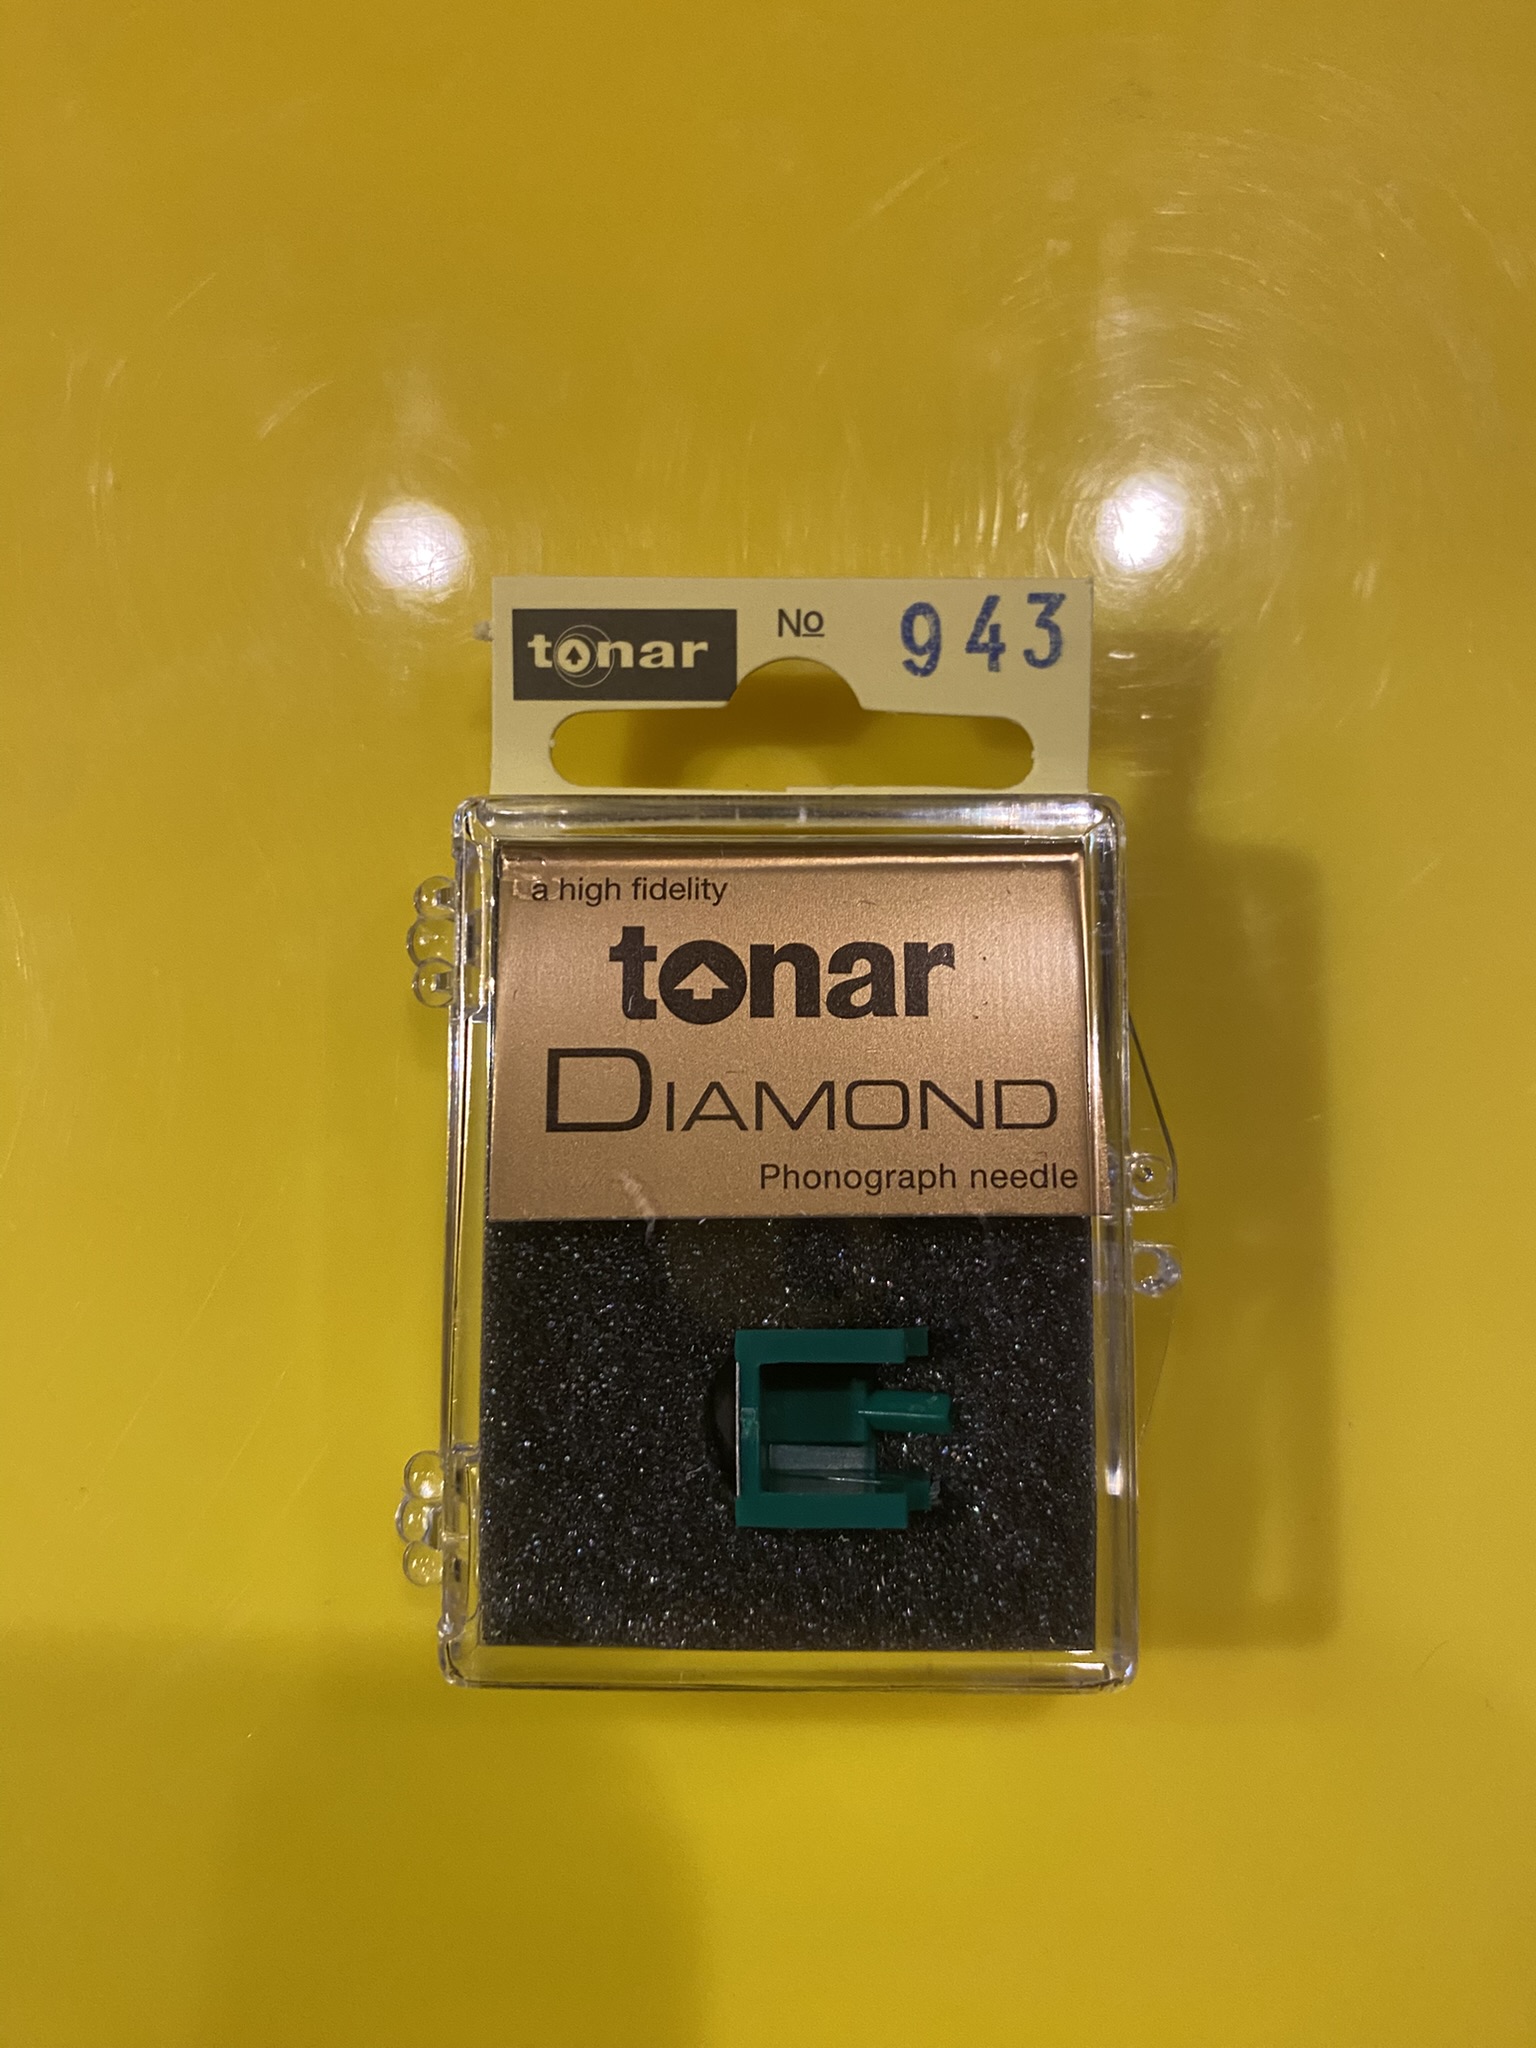 tonar No 943
a high fidelity
tonar
DIAMOND
Phonograph needle